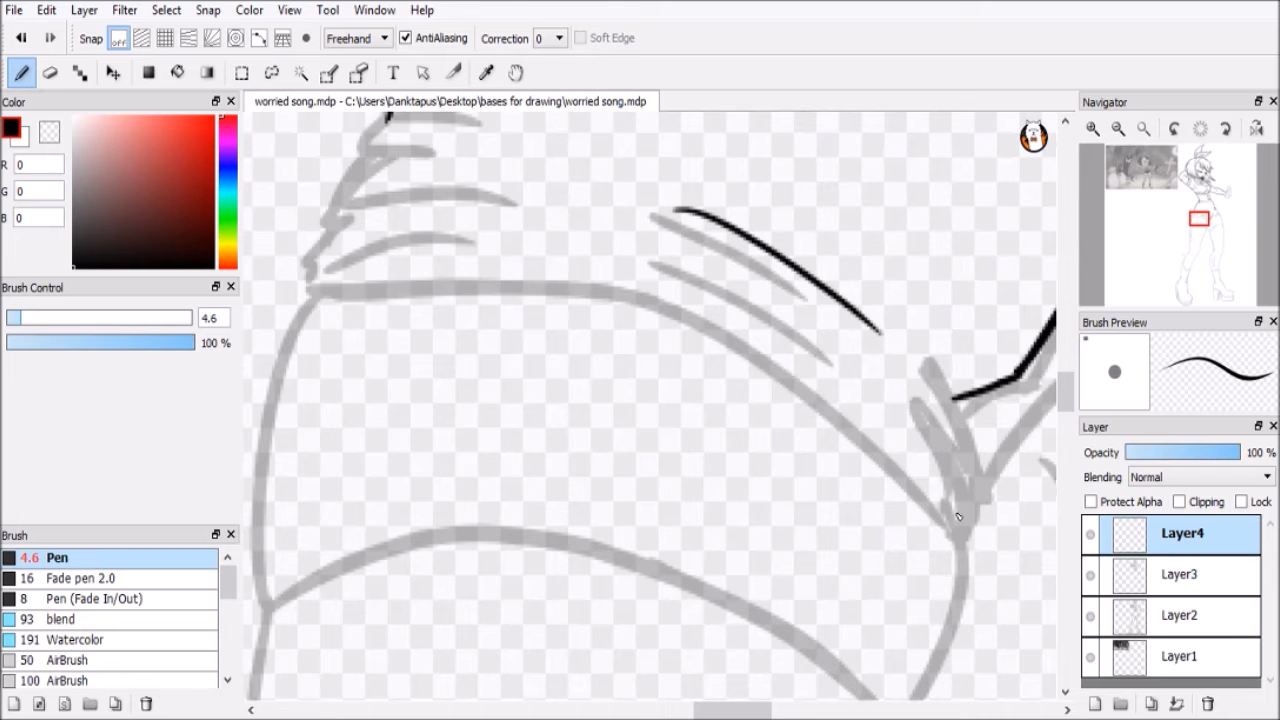 File Edit Layer Filter Select Snap Color View Tool Window Help
Snap off Freehand AntiAliasing Correction 0 Soft Edge
T
Color
worried song.mdp - C:\Users\Danktapus\Desktop\bases for drawing\worried song.mdp
Navigator
R 0
G 0
B 0
Brush Control
4.6
100 %
Brush Preview
Layer
Opacity 100 %
Blending Normal
Protect Alpha Clipping Lock
Layer4
Layer3
Layer2
Layer1
Brush
4.6 Pen
16 Fade pen 2.0
8 Pen (Fade In/Out)
93 blend
191 Watercolor
50 AirBrush
100 AirBrush